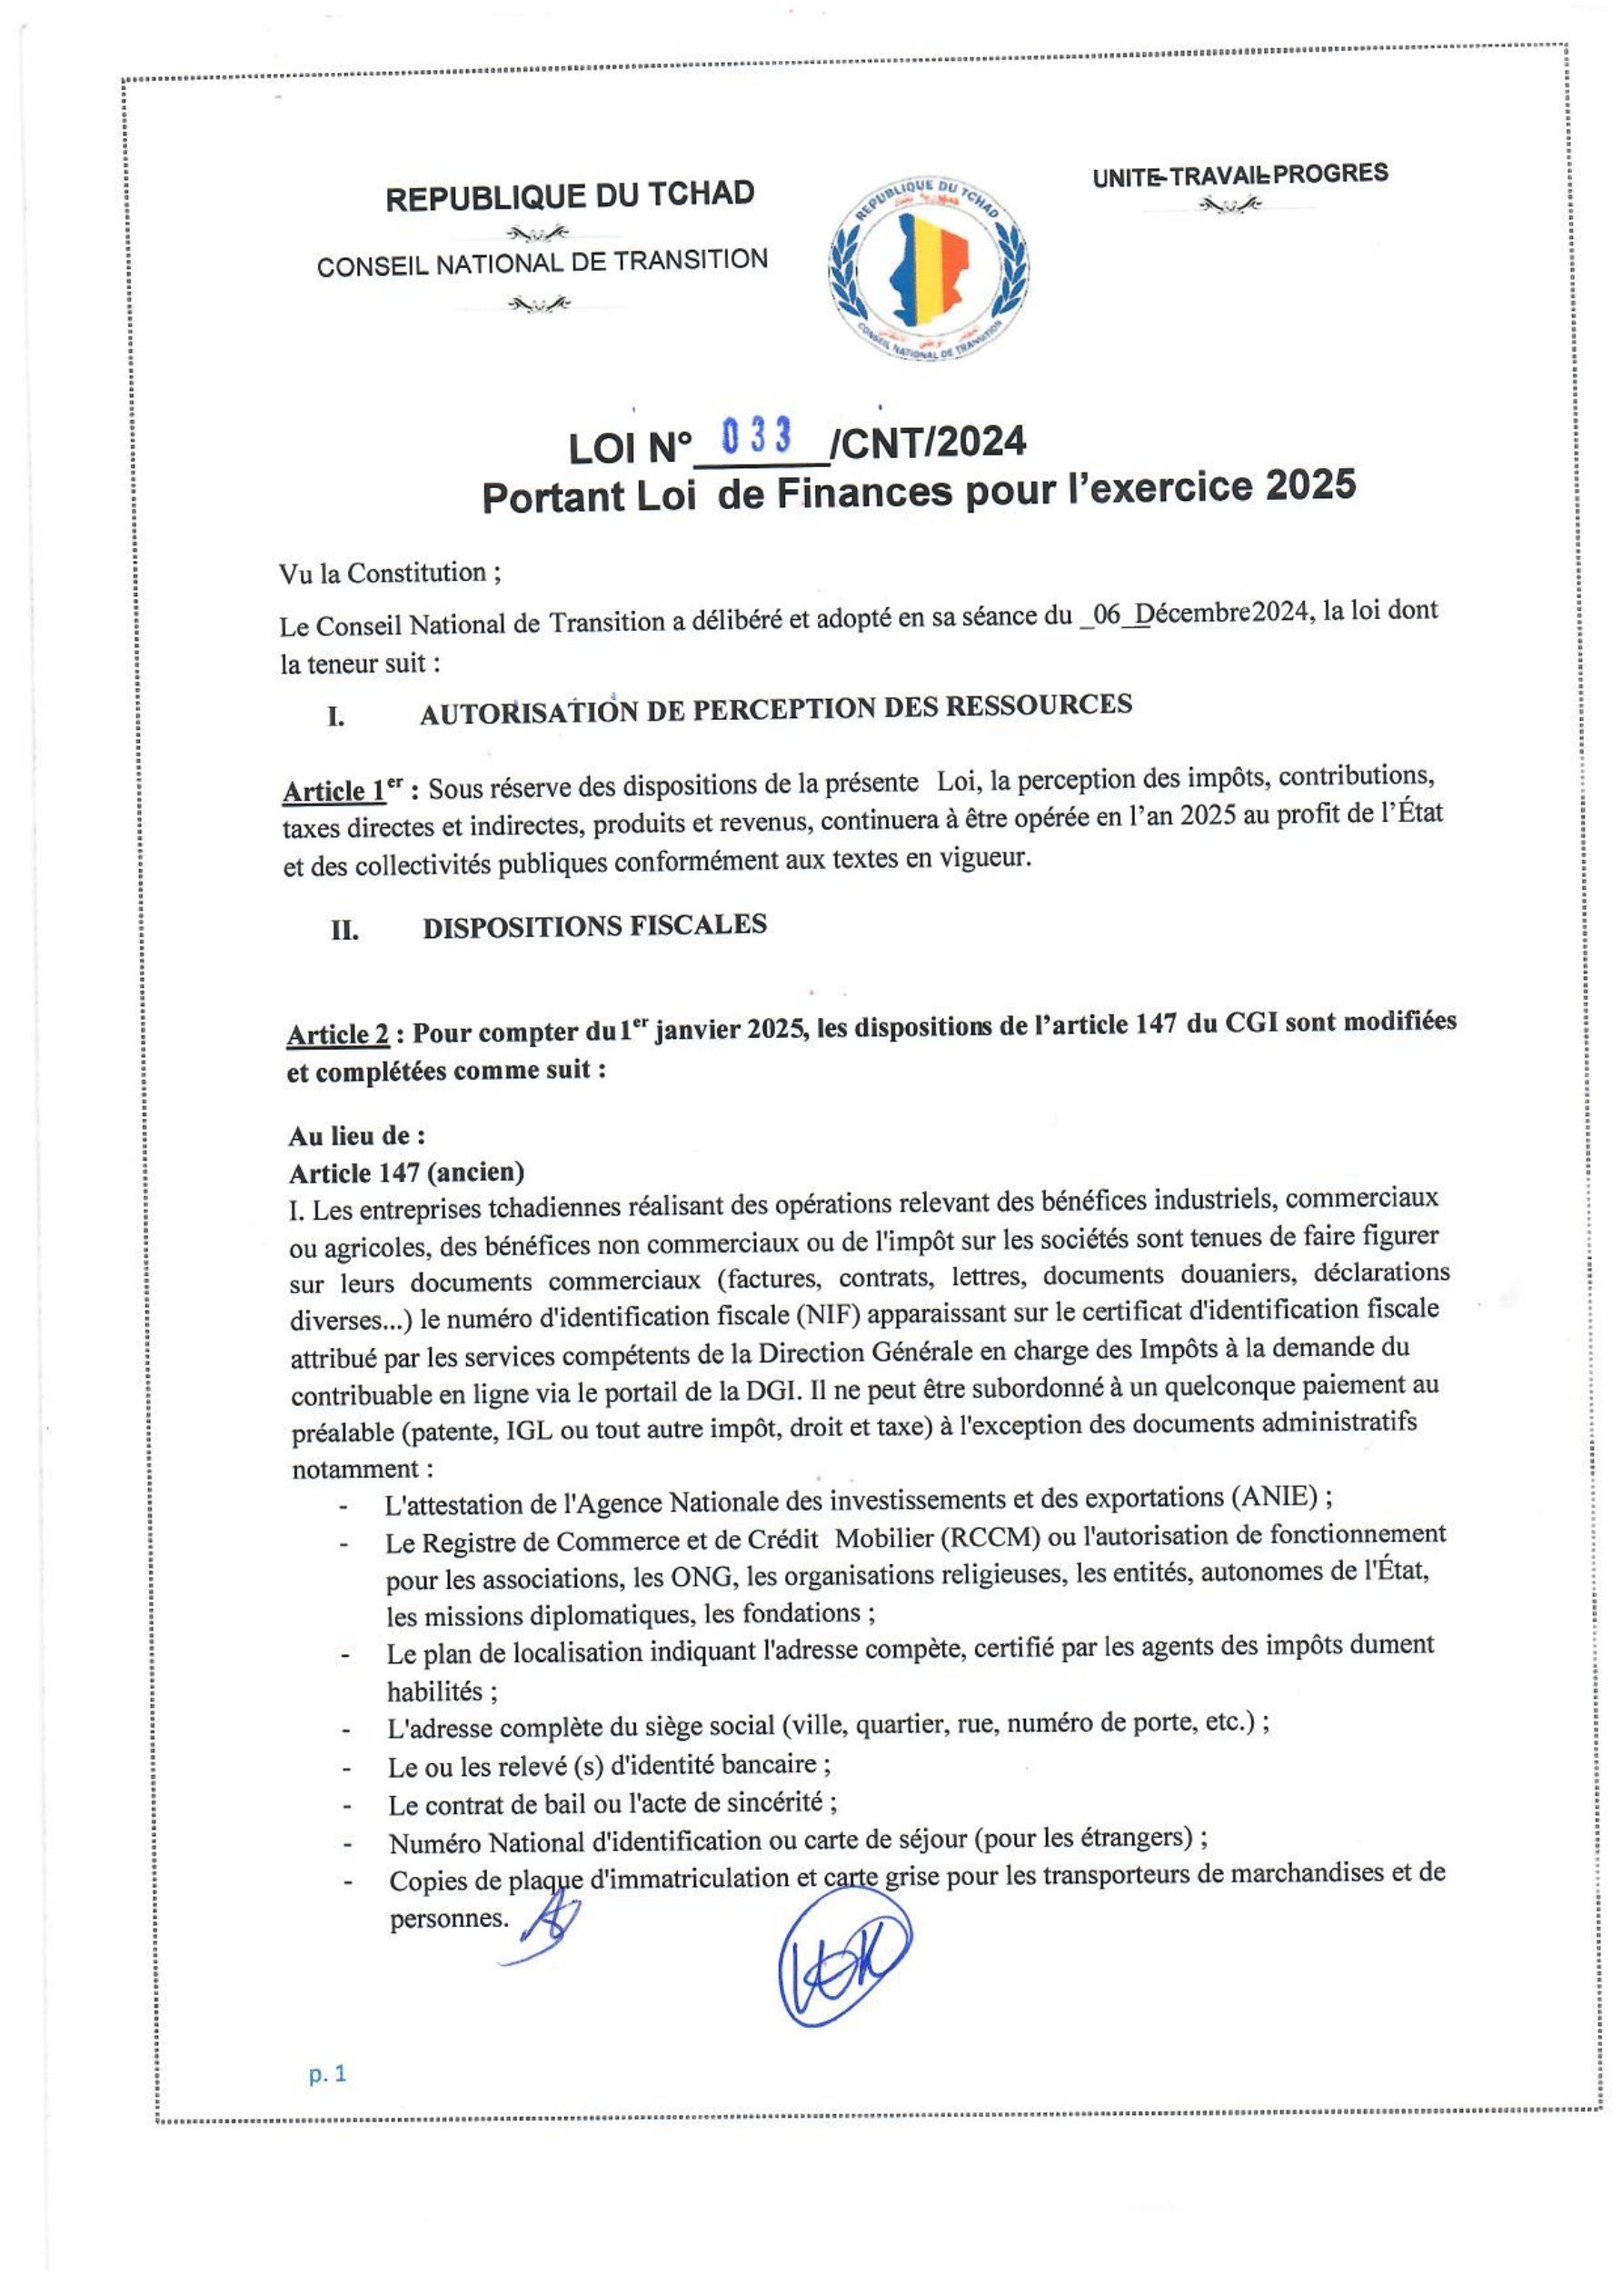 REPUBLIQUE DU TCHAD
CONSEIL NATIONAL DE TRANSITION
REPUBLIQUE DU TCHAD
CONSEIL NATIONAL DE TRANSITION
UNITE-TRAVAIL-PROGRES
LOI N° 033 /CNT/2024
Portant Loi de Finances pour l'exercice 2025
Vu la Constitution ;
Le Conseil National de Transition a délibéré et adopté en sa séance du _06_Décembre2024, la loi dont
la teneur suit :
I. AUTORISATION DE PERCEPTION DES RESSOURCES
Article 1er : Sous réserve des dispositions de la présente Loi, la perception des impôts, contributions,
taxes directes et indirectes, produits et revenus, continuera à être opérée en l'an 2025 au profit de l'État
et des collectivités publiques conformément aux textes en vigueur.
II. DISPOSITIONS FISCALES
Article 2 : Pour compter du1er janvier 2025, les dispositions de l'article 147 du CGI sont modifiées
et complétées comme suit :
Au lieu de :
Article 147 (ancien)
I. Les entreprises tchadiennes réalisant des opérations relevant des bénéfices industriels, commerciaux
ou agricoles, des bénéfices non commerciaux ou de l'impôt sur les sociétés sont tenues de faire figurer
sur leurs documents commerciaux (factures, contrats, lettres, documents douaniers, déclarations
diverses...) le numéro d'identification fiscale (NIF) apparaissant sur le certificat d'identification fiscale
attribué par les services compétents de la Direction Générale en charge des Impôts à la demande du
contribuable en ligne via le portail de la DGI. Il ne peut être subordonné à un quelconque paiement au
préalable (patente, IGL ou tout autre impôt, droit et taxe) à l'exception des documents administratifs
notamment :
- L'attestation de l'Agence Nationale des investissements et des exportations (ANIE) ;
- Le Registre de Commerce et de Crédit Mobilier (RCCM) ou l'autorisation de fonctionnement
pour les associations, les ONG, les organisations religieuses, les entités, autonomes de l'État,
les missions diplomatiques, les fondations ;
- Le plan de localisation indiquant l'adresse compète, certifié par les agents des impôts dument
habilités ;
- L'adresse complète du siège social (ville, quartier, rue, numéro de porte, etc.) ;
- Le ou les relevé (s) d'identité bancaire ;
- Le contrat de bail ou l'acte de sincérité ;
- Numéro National d'identification ou carte de séjour (pour les étrangers) ;
- Copies de plaque d'immatriculation et carte grise pour les transporteurs de marchandises et de
personnes.
p. 1